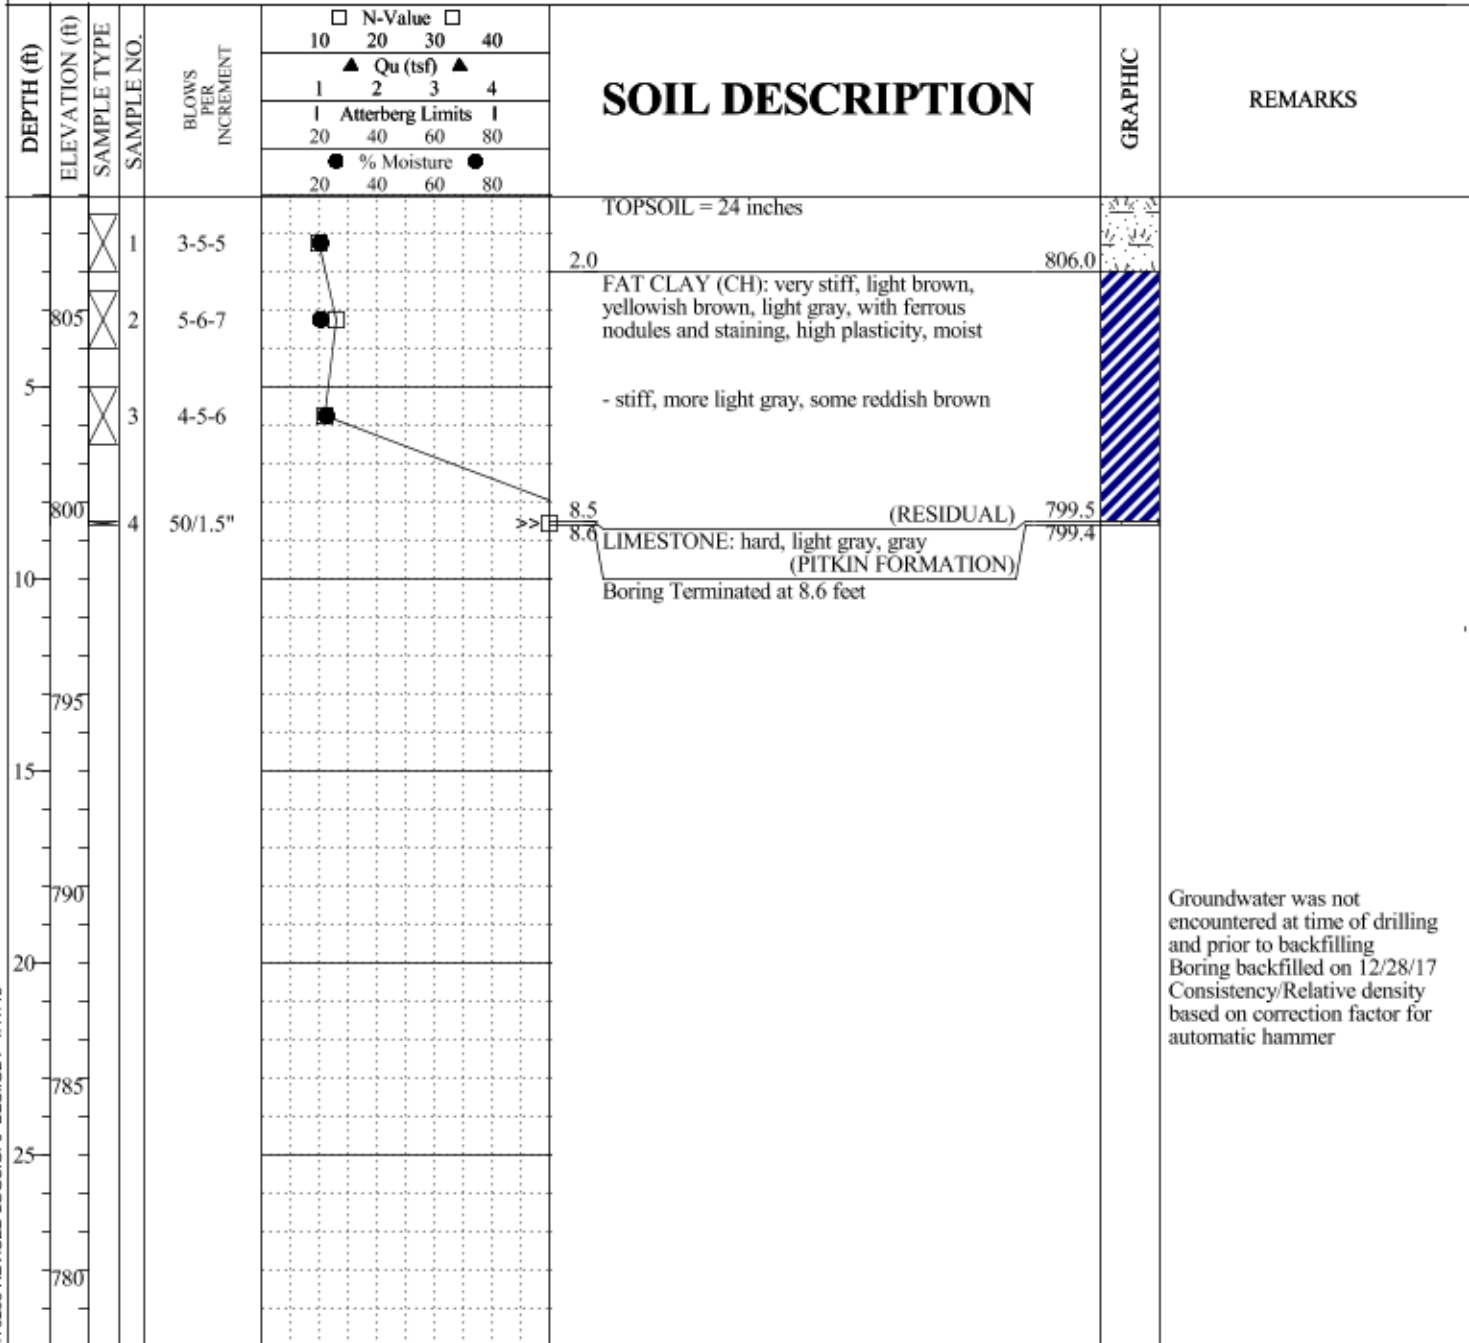 DEPTH (ft)
ELEVATION (ft)
SAMPLE TYPE
SAMPLE NO.
BLOWS
PER
INCREMENT
N-Value
10 20 30 40
Qu (tsf)
1 2 3 4
Atterberg Limits
20 40 60 80
% Moisture
20 40 60 80
SOIL DESCRIPTION
GRAPHIC
REMARKS
TOPSOIL = 24 inches
1 3-5-5
2.0 806.0
FAT CLAY (CH): very stiff, light brown,
yellowish brown, light gray, with ferrous
nodules and staining, high plasticity, moist
805 2 5-6-7
5
- stiff, more light gray, some reddish brown
3 4-5-6
800
8.5 (RESIDUAL) 799.5
4 50/1.5" >>
8.6 799.4
LIMESTONE: hard, light gray, gray
(PITKIN FORMATION)
10
Boring Terminated at 8.6 feet
795
15
790
Groundwater was not
encountered at time of drilling
and prior to backfilling
Boring backfilled on 12/28/17
Consistency/Relative density
based on correction factor for
automatic hammer
20
785
25
780